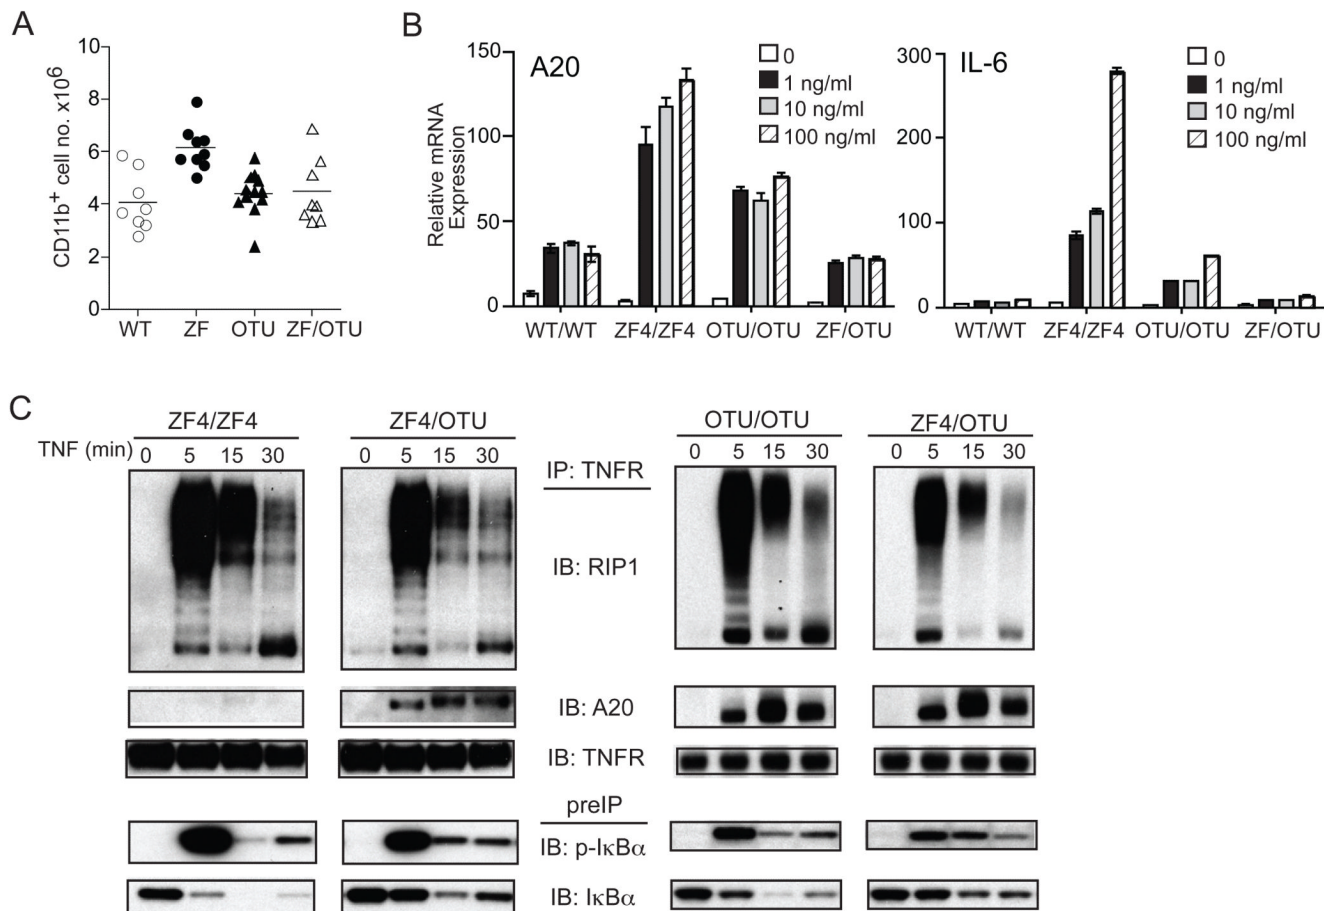 A
CD11b+ cell no. x10⁶
10
8
6
4
2
0
WT
ZF
OTU
ZF/OTU
B
Relative mRNA
Expression
150
100
50
0
A20
0
1 ng/ml
10 ng/ml
100 ng/ml
WT/WT
ZF4/ZF4
OTU/OTU
ZF/OTU
300
200
100
0
IL-6
0
1 ng/ml
10 ng/ml
100 ng/ml
WT/WT
ZF4/ZF4
OTU/OTU
ZF/OTU
C
ZF4/ZF4
ZF4/OTU
OTU/OTU
ZF4/OTU
TNF (min) 0 5 15 30
0 5 15 30
0 5 15 30
0 5 15 30
IP: TNFR
IB: RIP1
IB: A20
IB: TNFR
preIP
IB: p-IκBα
IB: IκBα